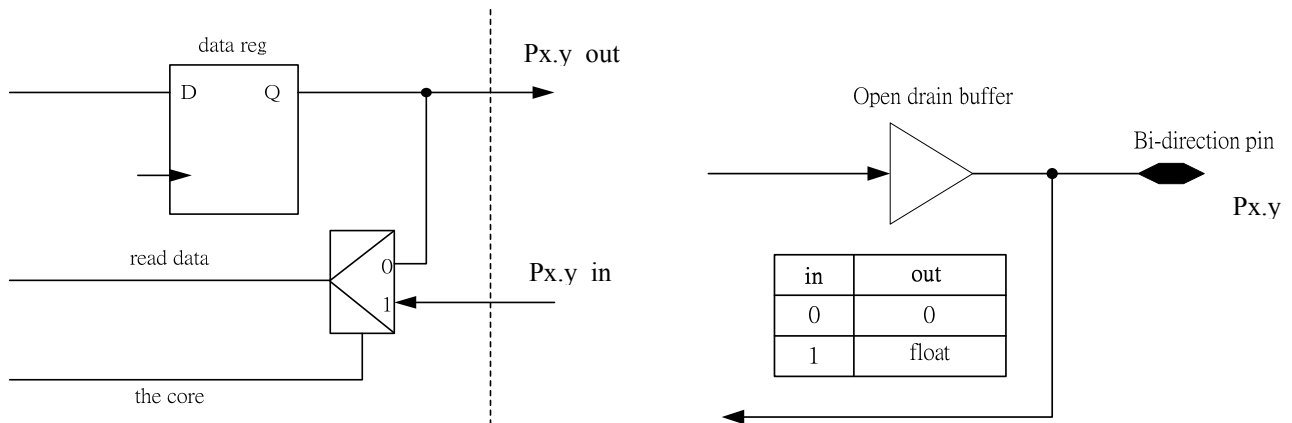 data reg
D Q
Px.y out
read data
0
1
Px.y in
the core
Open drain buffer
Bi-direction pin
Px.y
in out
0 0
1 float